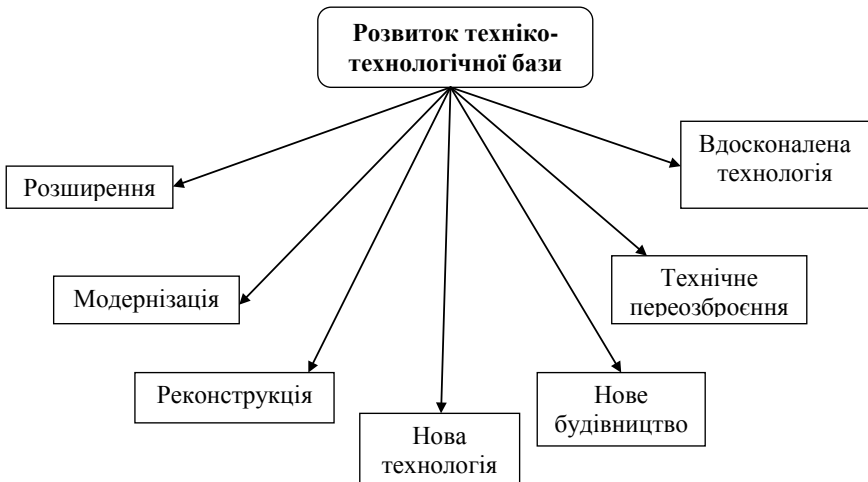 Розвиток техніко-
технологічної бази
Вдосконалена
технологія
Розширення
Технічне
переозброєння
Модернізація
Реконструкція
Нове
будівництво
Нова
технологія